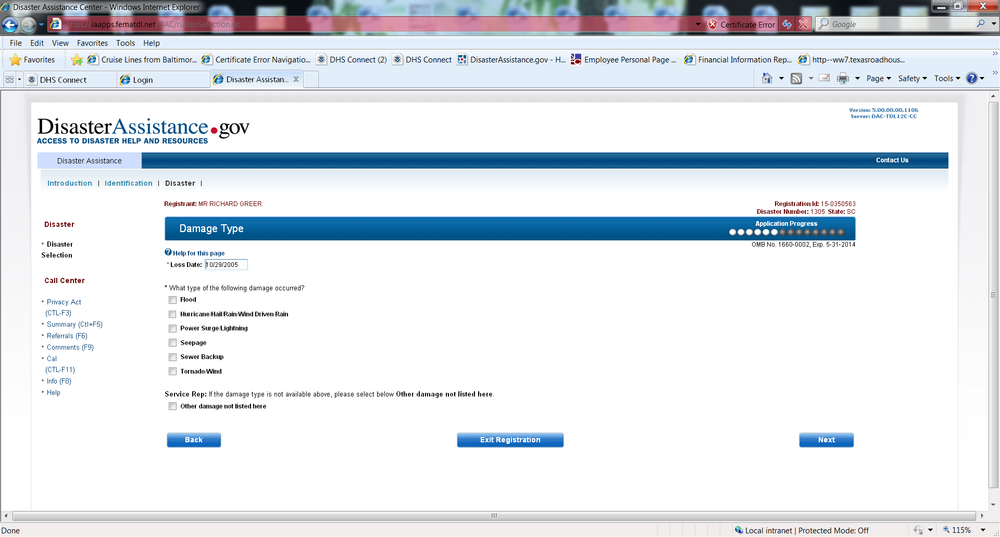 Disaster Assistance Center - Windows Internet Explorer
https://iaapps.fematdl.net/DAC/ri/dstrSelection.do
Certificate Error
Google
File Edit View Favorites Tools Help
Favorites
Cruise Lines from Baltimor...
Certificate Error Navigatio...
DHS Connect (2)
DHS Connect
DisasterAssistance.gov - H...
Employee Personal Page ...
Financial Information Rep...
http--ww7.texasroadhous...
DHS Connect
Login
Disaster Assistan...
Page
Safety
Tools
Version: 5.00.00.00.1106
Server: DAC-TDL12C-CC
DisasterAssistance.gov
ACCESS TO DISASTER HELP AND RESOURCES
Disaster Assistance
Contact Us
Introduction | Identification | Disaster |
Registrant: MR RICHARD GREER
Registration Id: 15-0350563
Disaster Number: 1305 State: SC
Disaster
• Disaster
Selection
Call Center
• Privacy Act
(CTL-F3)
• Summary (Ctl+F5)
• Referrals (F6)
• Comments (F9)
• Cal
(CTL-F11)
• Info (F8)
• Help
Damage Type
Application Progress
OMB No. 1660-0002, Exp. 5-31-2014
Help for this page
* Loss Date: 10/29/2005
* What type of the following damage occurred?
Flood
Hurricane/Hail/Rain/Wind Driven Rain
Power Surge/Lightning
Seepage
Sewer Backup
Tornado/Wind
Service Rep: If the damage type is not available above, please select below Other damage not listed here.
Other damage not listed here
Back
Exit Registration
Next
Done
Local intranet | Protected Mode: Off
115%